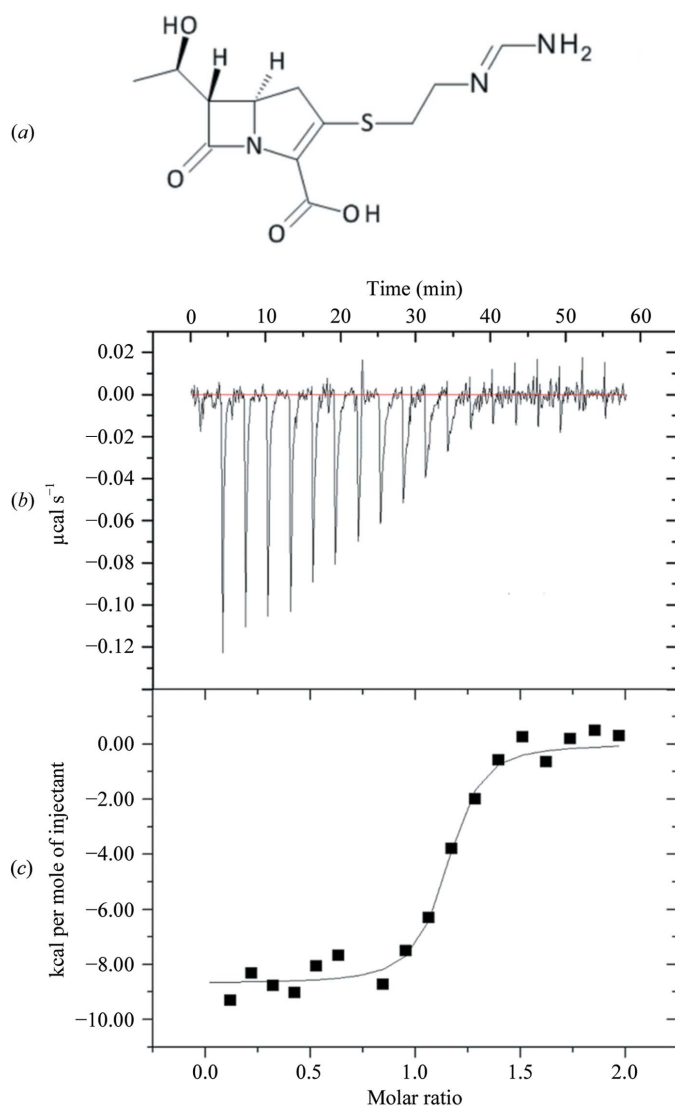 HO
H H
NH2
N
S
(a)
N
O
OH
O
Time (min)
0 10 20 30 40 50 60
0.02
0.00
−0.02
−0.04
(b) μcal s−1
−0.06
−0.08
−0.10
−0.12
0.00
−2.00
−4.00
(c) kcal per mole of injectant
−6.00
−8.00
−10.00
0.0 0.5 1.0 1.5 2.0
Molar ratio